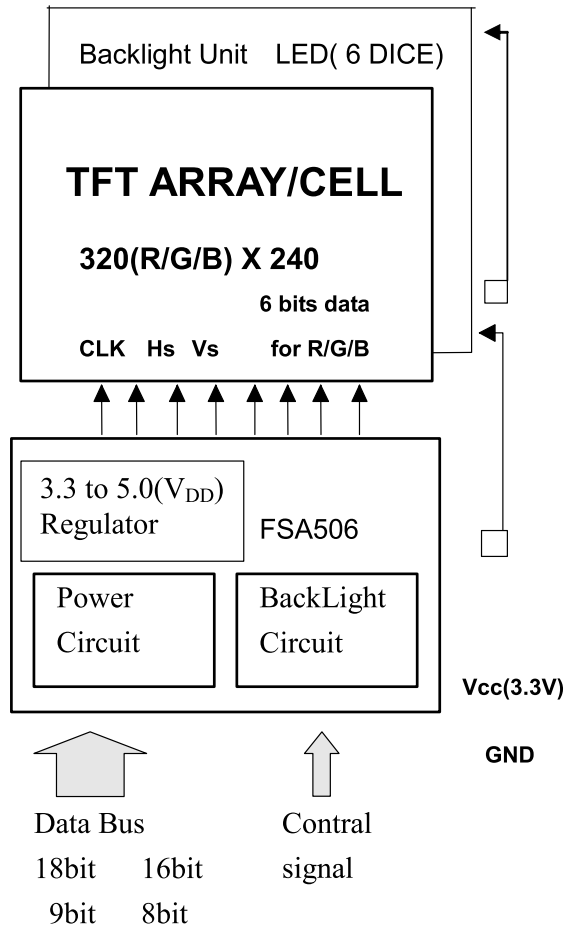 Backlight Unit LED( 6 DICE)
TFT ARRAY/CELL
320(R/G/B) X 240
6 bits data
CLK Hs Vs for R/G/B
3.3 to 5.0(VDD)
Regulator
FSA506
Power
Circuit
BackLight
Circuit
Vcc(3.3V)
GND
Data Bus
18bit 16bit
9bit 8bit
Contral
signal